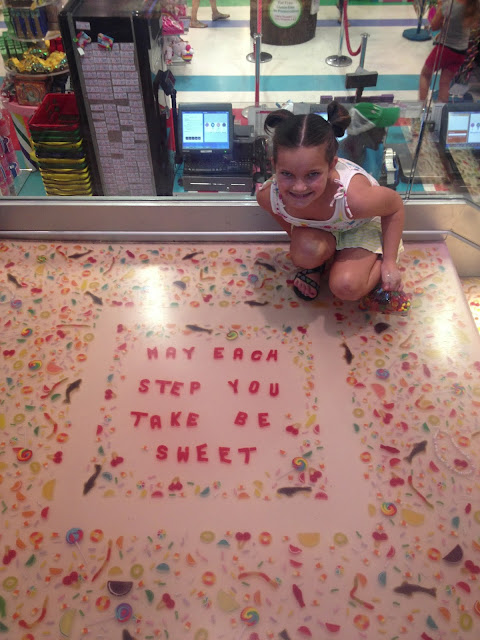 MAY EACH
STEP YOU
TAKE BE
SWEET